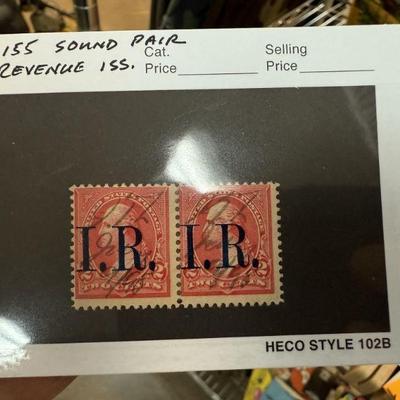 155 SOUND PAIR
REVENUE ISS.
Cat.
Price
Selling
Price
I.R. I.R.
HECO STYLE 102B